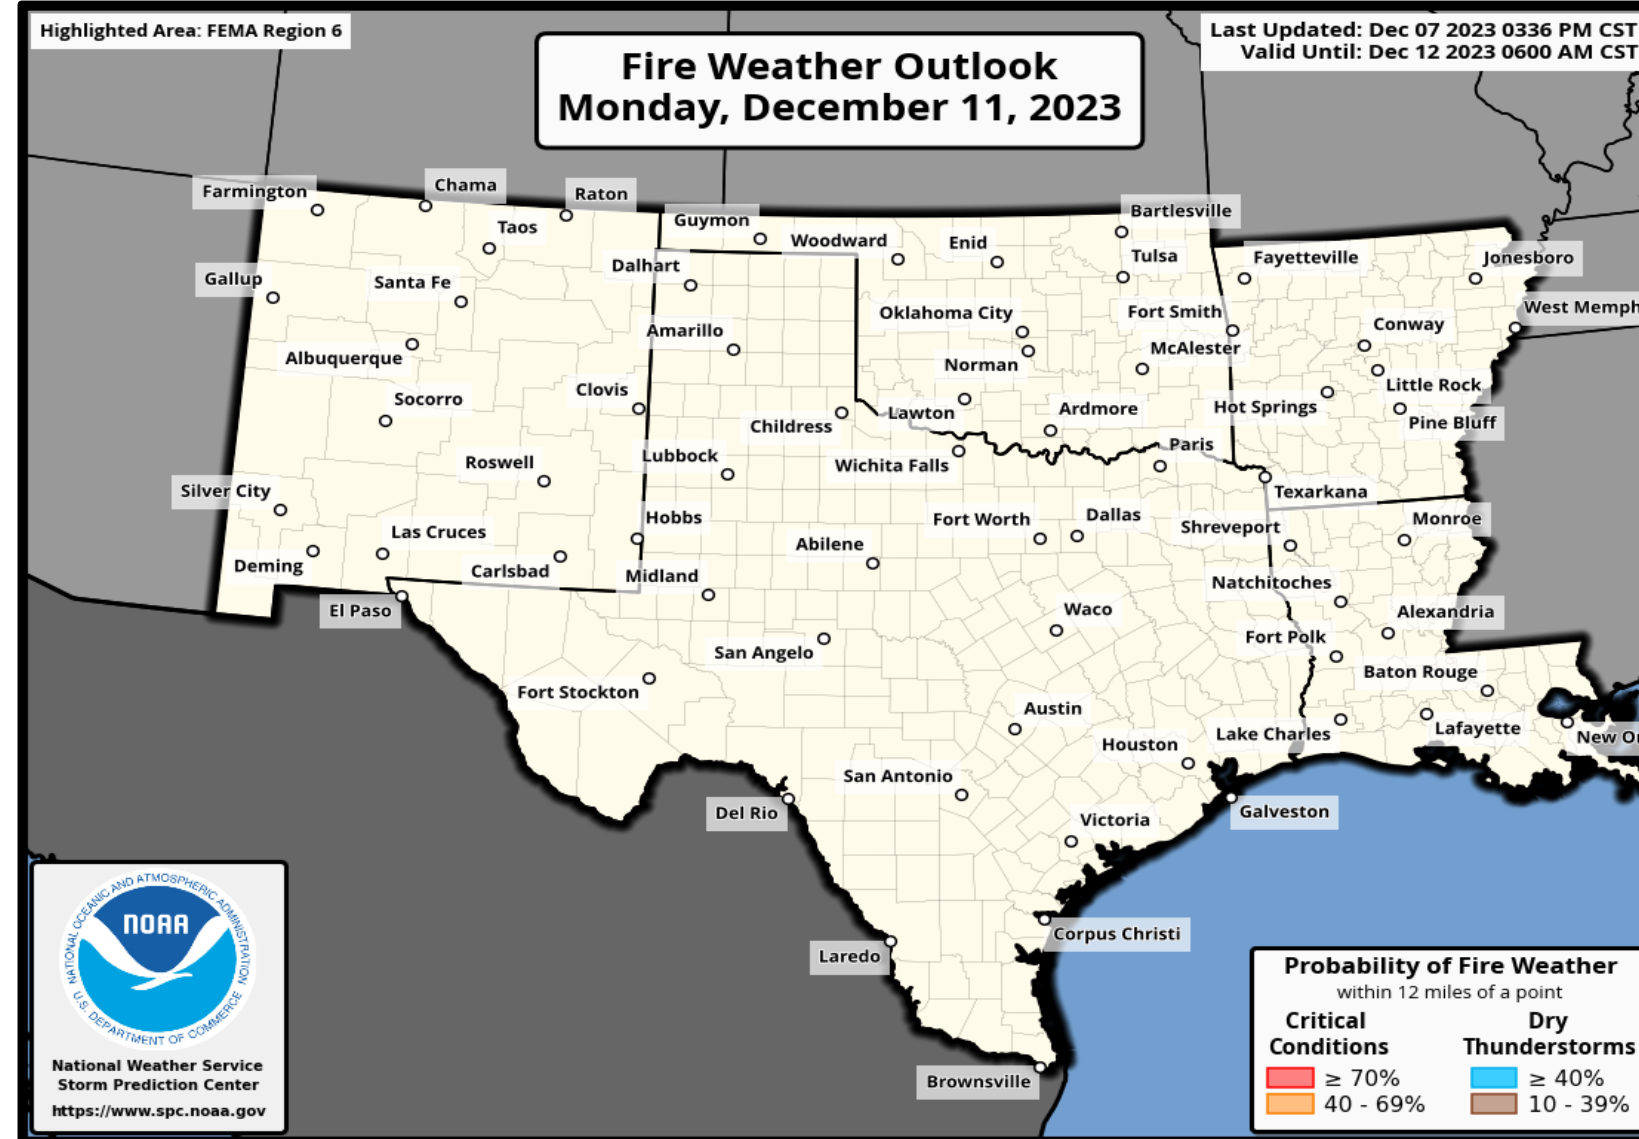 Highlighted Area: FEMA Region 6
Last Updated: Dec 07 2023 0336 PM CST
Valid Until: Dec 12 2023 0600 AM CST
Fire Weather Outlook
Monday, December 11, 2023
Farmington
Chama
Raton
Taos
Guymon
Woodward
Enid
Bartlesville
Tulsa
Fayetteville
Jonesboro
Gallup
Santa Fe
Dalhart
Oklahoma City
Fort Smith
West Memph
Amarillo
Conway
Albuquerque
Norman
McAlester
Little Rock
Socorro
Clovis
Childress
Lawton
Ardmore
Hot Springs
Pine Bluff
Roswell
Lubbock
Wichita Falls
Paris
Silver City
Texarkana
Las Cruces
Hobbs
Fort Worth
Dallas
Shreveport
Monroe
Abilene
Deming
Carlsbad
Midland
Natchitoches
El Paso
Waco
Alexandria
San Angelo
Fort Polk
Fort Stockton
Baton Rouge
Austin
Houston
Lake Charles
Lafayette
New Or
San Antonio
Del Rio
Victoria
Galveston
Corpus Christi
Laredo
Brownsville
NATIONAL OCEANIC AND ATMOSPHERIC ADMINISTRATION
NOAA
U.S. DEPARTMENT OF COMMERCE
National Weather Service
Storm Prediction Center
https://www.spc.noaa.gov
Probability of Fire Weather
within 12 miles of a point
Critical Conditions
≥ 70%
40 - 69%
Dry Thunderstorms
≥ 40%
10 - 39%